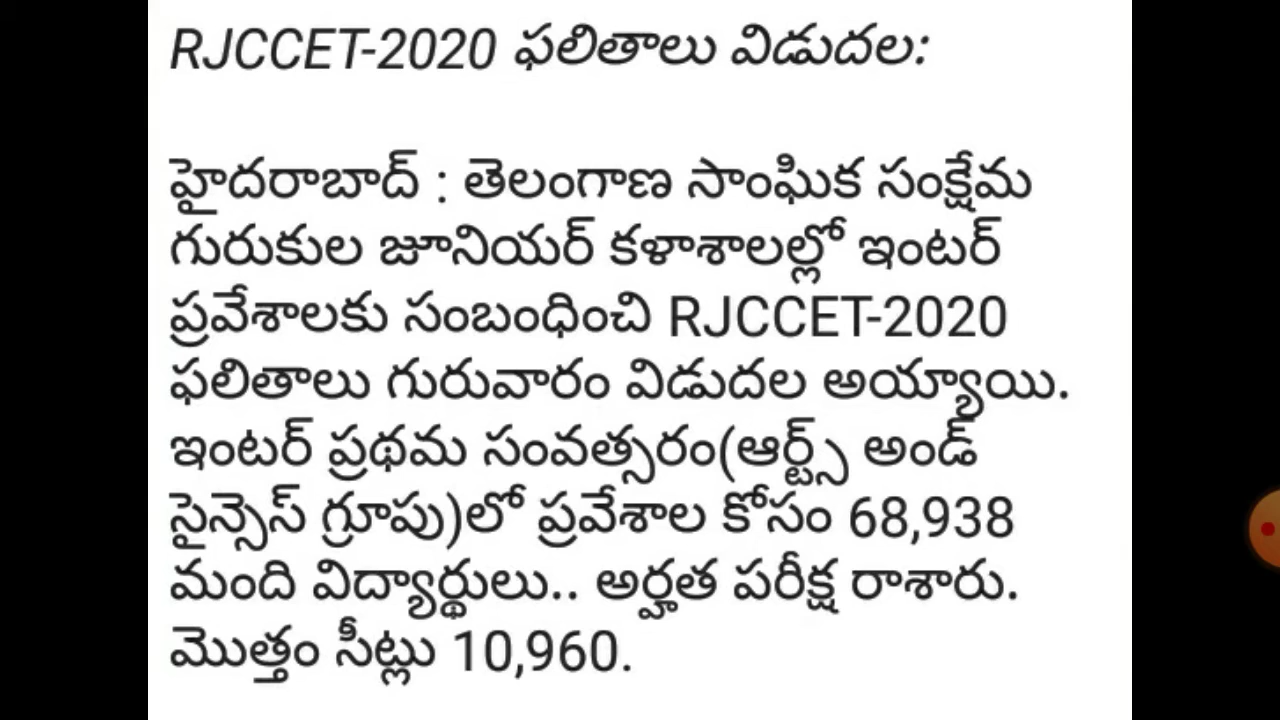 RJCCET-2020 ఫలితాలు విడుదల:
హైదరాబాద్ : తెలంగాణ సాంఘిక సంక్షేమ
గురుకుల జూనియర్ కళాశాలల్లో ఇంటర్
ప్రవేశాలకు సంబంధించి RJCCET-2020
ఫలితాలు గురువారం విడుదల అయ్యాయి.
ఇంటర్ ప్రథమ సంవత్సరం(ఆర్ట్స్ అండ్
సైన్సెస్ గ్రూపు)లో ప్రవేశాల కోసం 68,938
మంది విద్యార్థులు.. అర్హత పరీక్ష రాశారు.
మొత్తం సీట్లు 10,960.